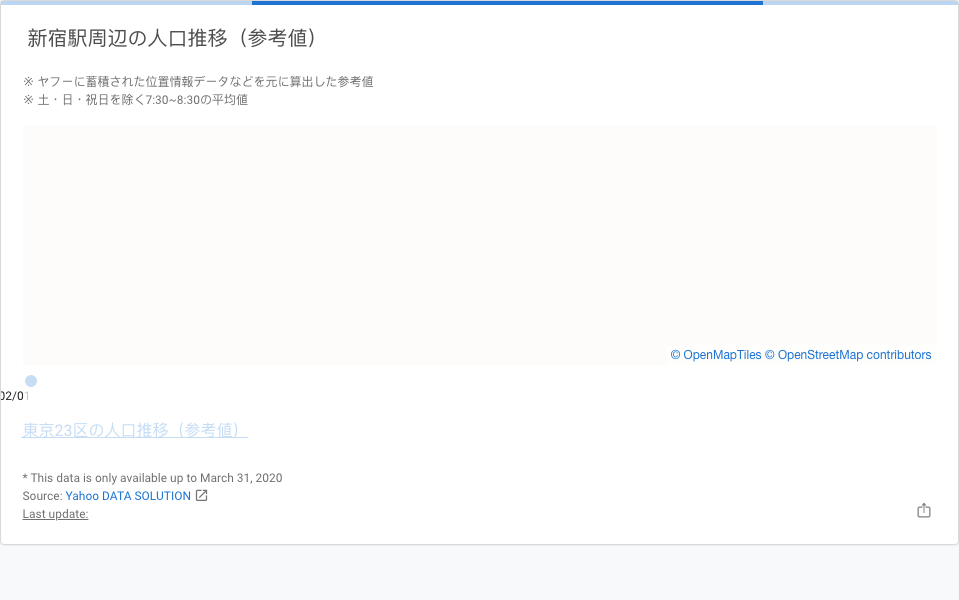 新宿駅周辺の人口推移（参考値）
※ ヤフーに蓄積された位置情報データなどを元に算出した参考値
※ 土・日・祝日を除く7:30~8:30の平均値
© OpenMapTiles © OpenStreetMap contributors
02/01
東京23区の人口推移（参考値）
* This data is only available up to March 31, 2020
Source: Yahoo DATA SOLUTION
Last update: